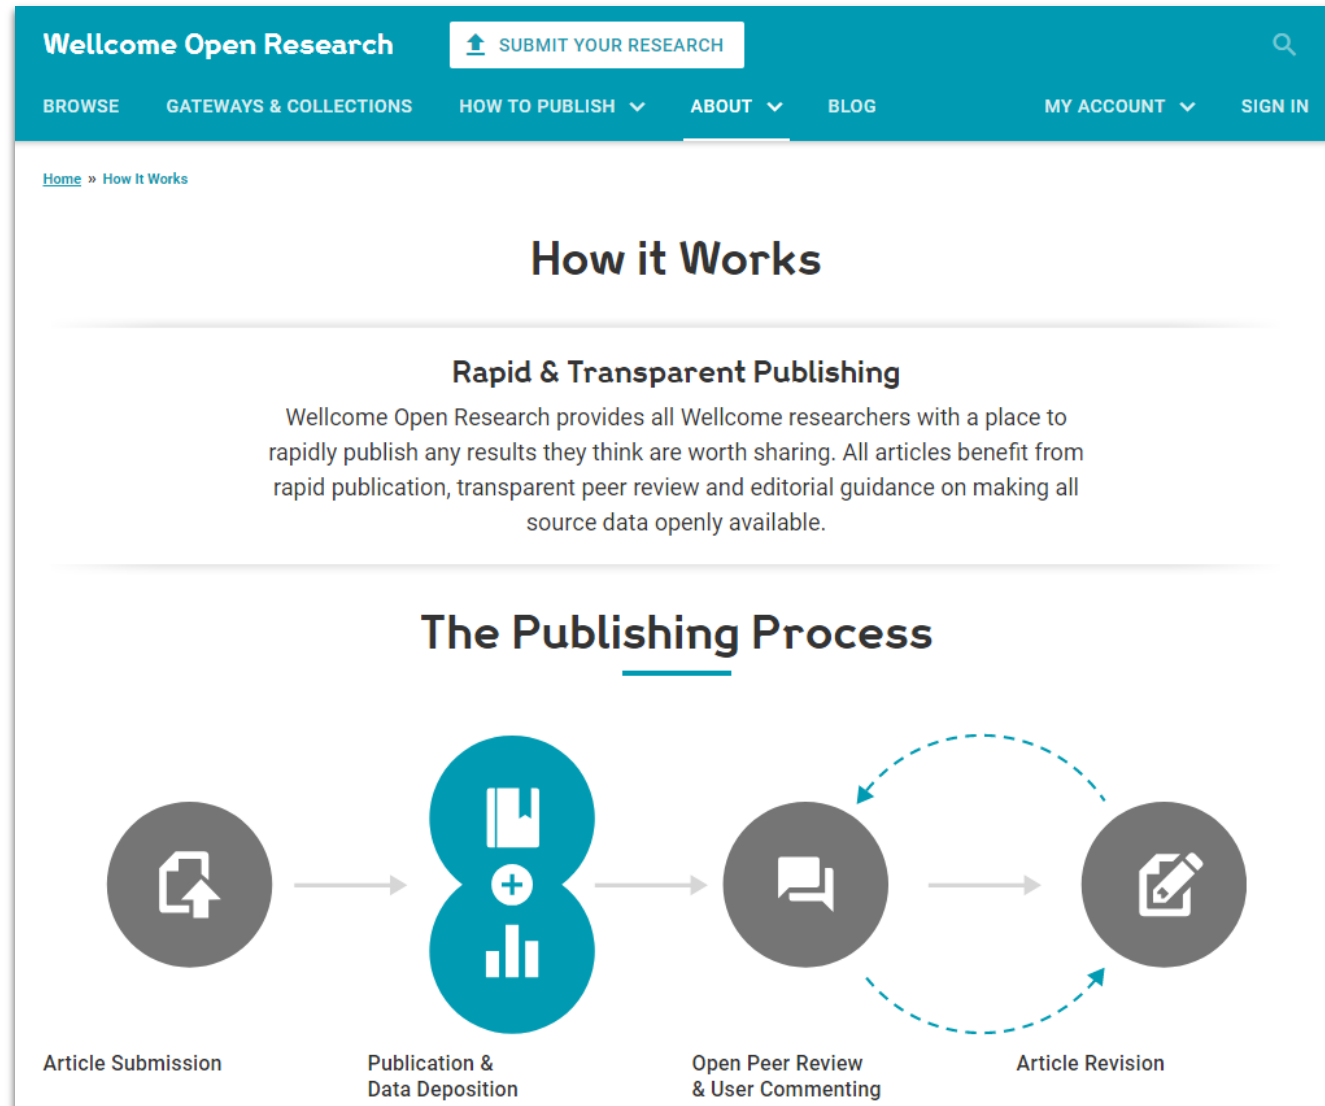 Wellcome Open Research
SUBMIT YOUR RESEARCH
BROWSE
GATEWAYS & COLLECTIONS
HOW TO PUBLISH
ABOUT
BLOG
MY ACCOUNT
SIGN IN
Home » How It Works
How it Works
Rapid & Transparent Publishing
Wellcome Open Research provides all Wellcome researchers with a place to
rapidly publish any results they think are worth sharing. All articles benefit from
rapid publication, transparent peer review and editorial guidance on making all
source data openly available.
The Publishing Process
Article Submission
Publication &
Data Deposition
Open Peer Review
& User Commenting
Article Revision